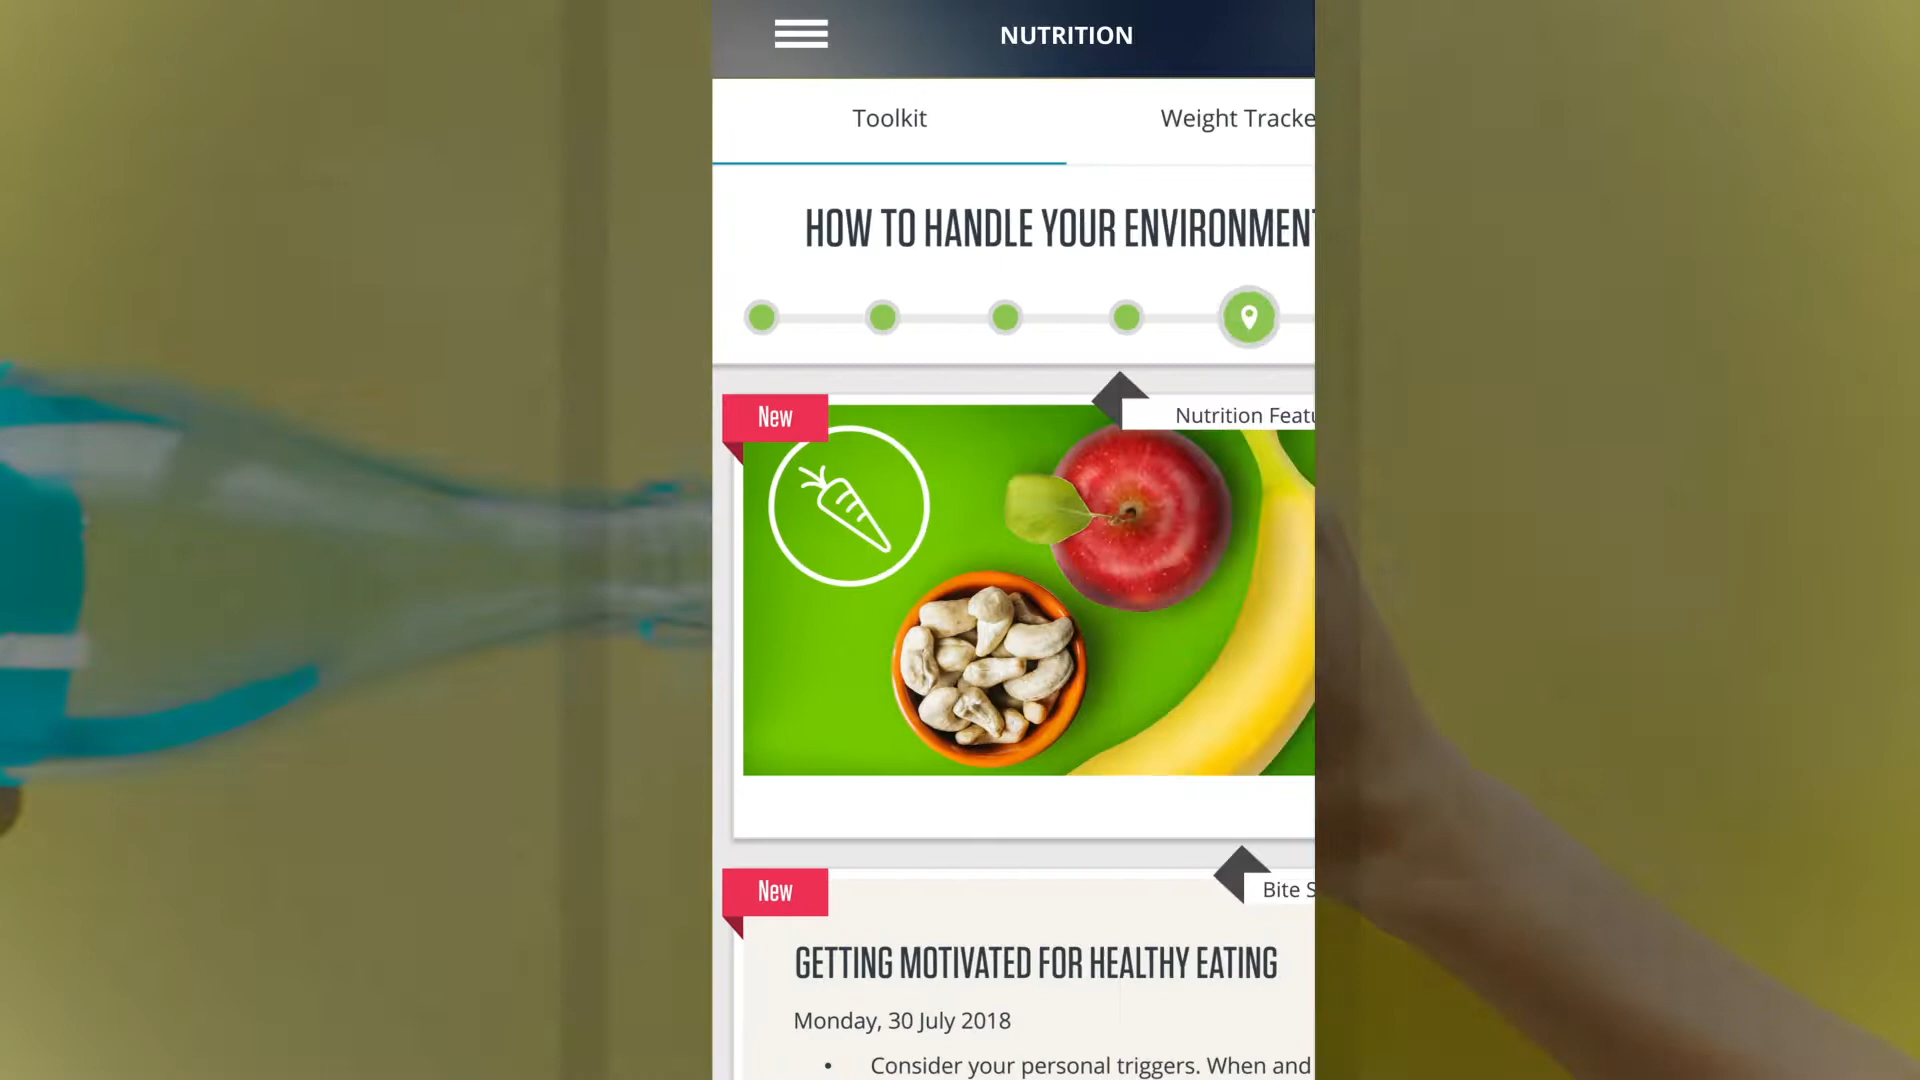 NUTRITION
Toolkit
Weight Tracke
HOW TO HANDLE YOUR ENVIRONMENT
New
Nutrition Featu
New
Bite S
GETTING MOTIVATED FOR HEALTHY EATING
Monday, 30 July 2018
• Consider your personal triggers. When and